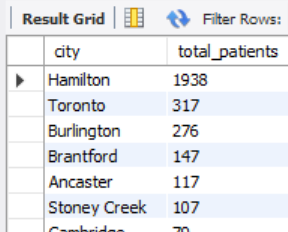 Result Grid | Filter Rows:
city total_patients
Hamilton 1938
Toronto 317
Burlington 276
Brantford 147
Ancaster 117
Stoney Creek 107
Cambridge 70